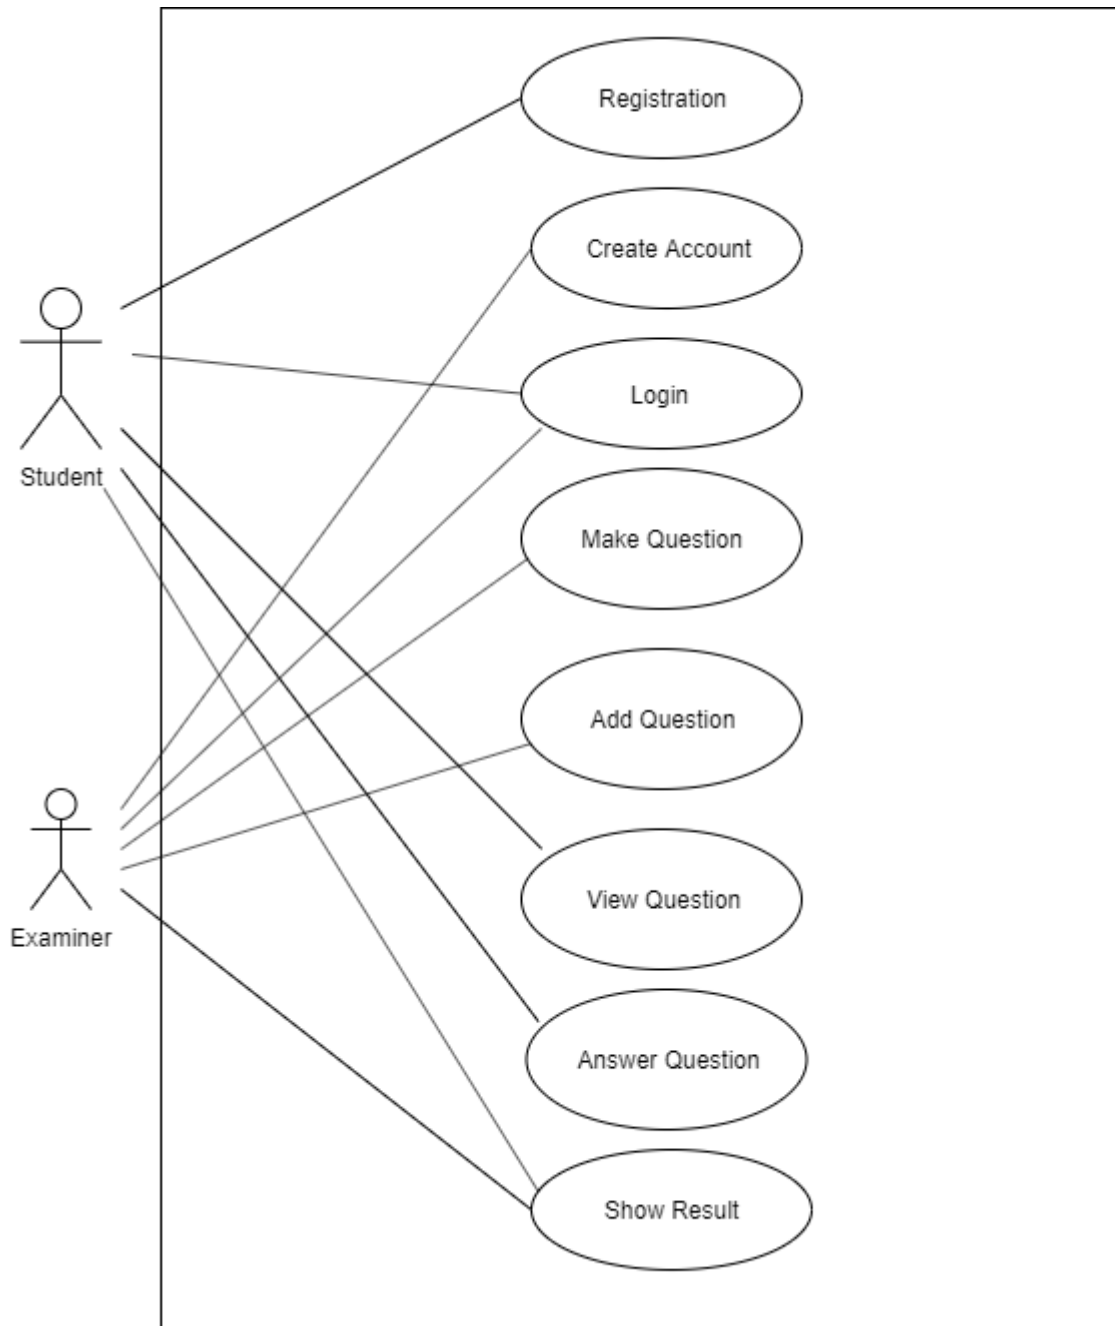 Registration
Create Account
Login
Student
Make Question
Add Question
View Question
Examiner
Answer Question
Show Result